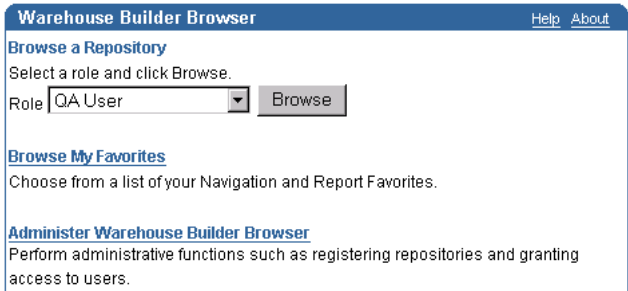 Warehouse Builder Browser Help About
Browse a Repository
Select a role and click Browse.
Role QA User Browse
Browse My Favorites
Choose from a list of your Navigation and Report Favorites.
Administer Warehouse Builder Browser
Perform administrative functions such as registering repositories and granting
access to users.